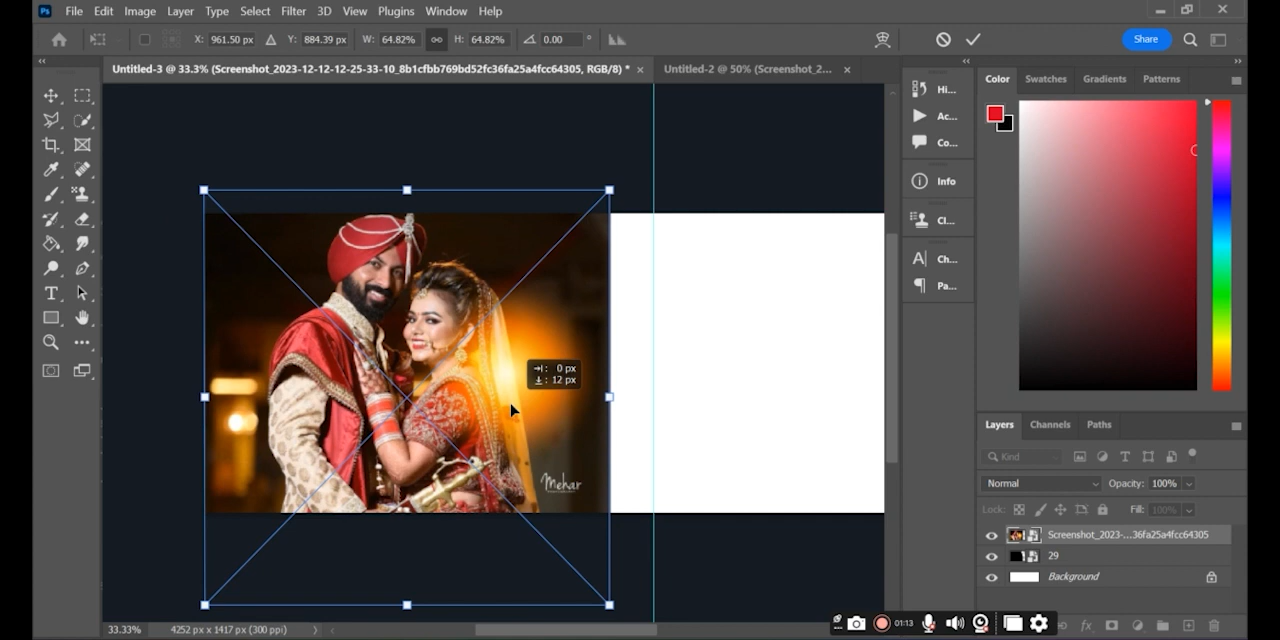 Ps File Edit Image Layer Type Select Filter 3D View Plugins Window Help
X: 961.50 px Y: 884.39 px W: 64.82% H: 64.82% 0.00 ° Share
Untitled-3 @ 33.3% (Screenshot_2023-12-12-12-25-33-10_8b1cfbb769bd52fc36fa25a4fcc64305, RGB/8) * × Untitled-2 @ 50% (Screenshot_2... ×
Color Swatches Gradients Patterns
Hi...
Ac...
Co...
Info
Cl...
Ch...
Pa...
: 0 px
: 12 px
Mehar
Layers Channels Paths
Kind
Normal Opacity: 100%
Lock: Fill: 100%
Screenshot_2023-...36fa25a4fcc64305
29
Background
33.33% 4252 px x 1417 px (300 ppi)
01:13
fx